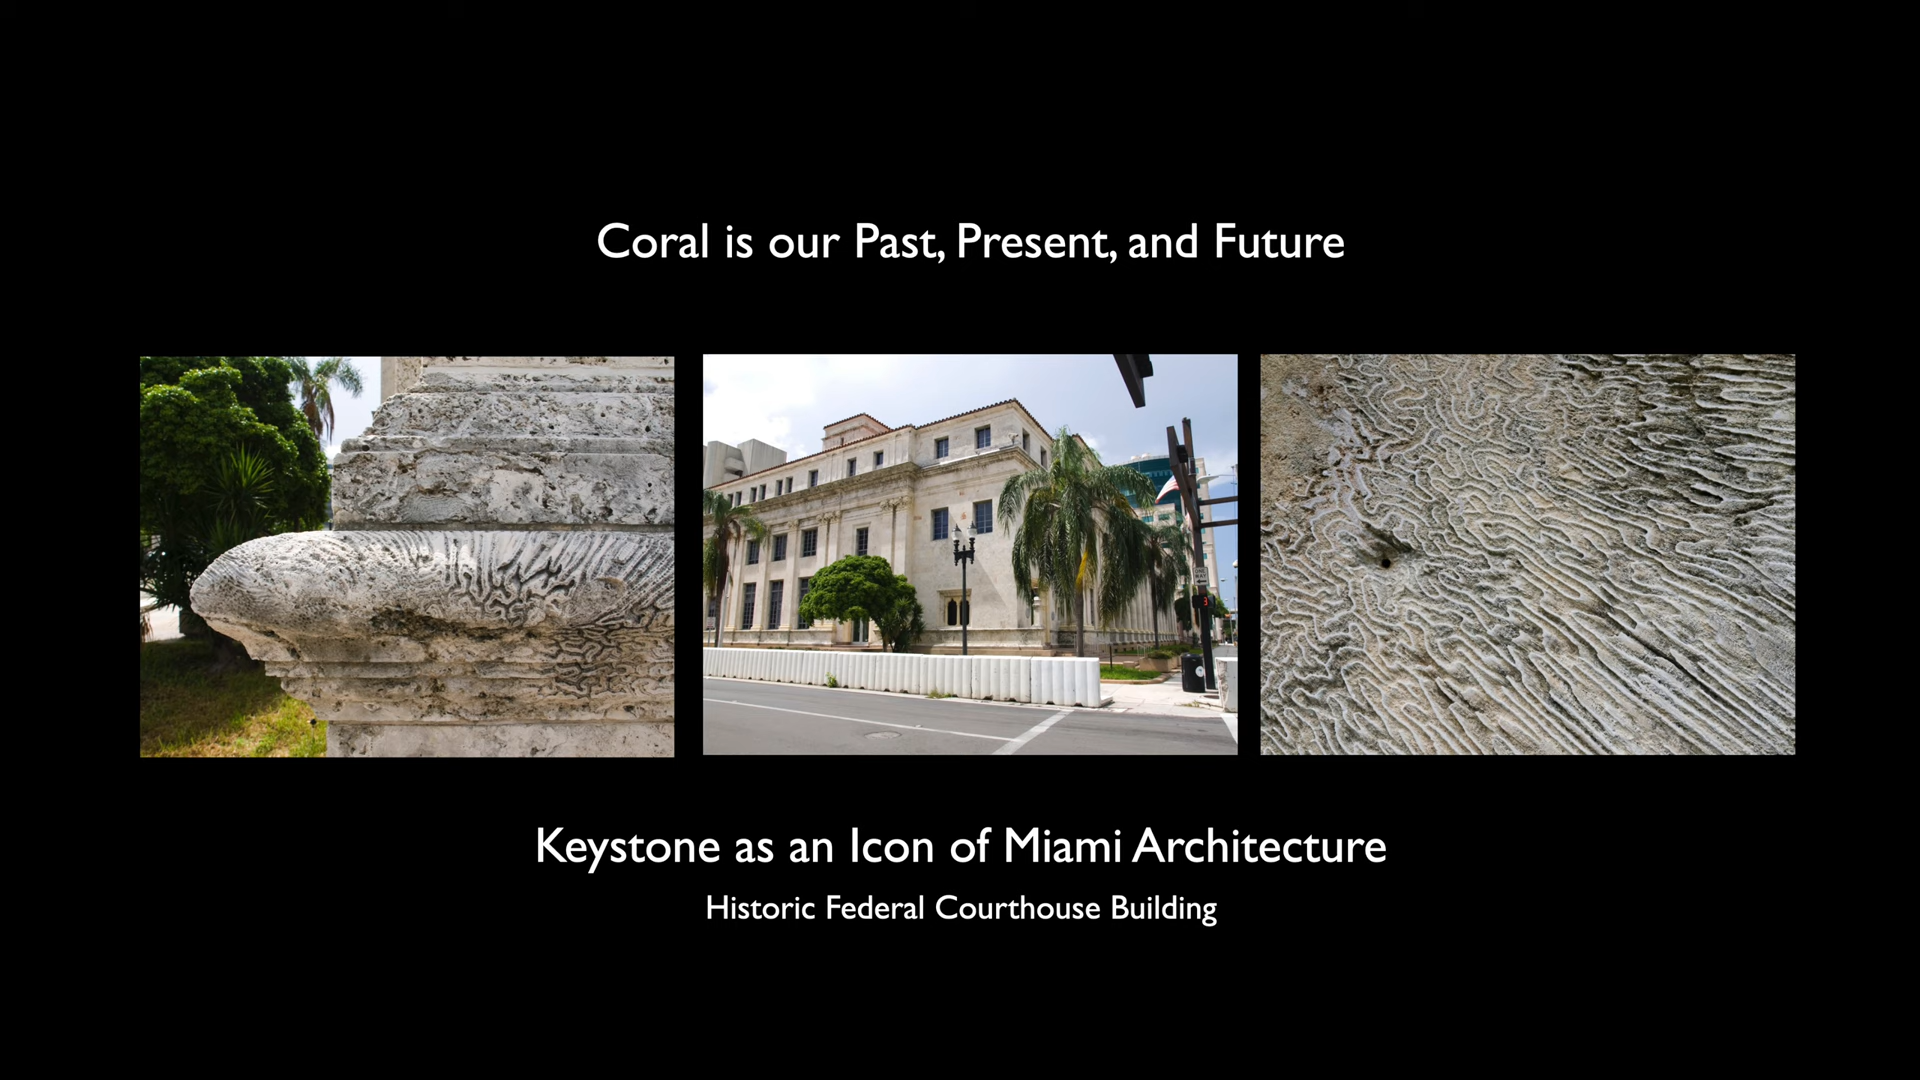 Coral is our Past, Present, and Future
Keystone as an Icon of Miami Architecture
Historic Federal Courthouse Building